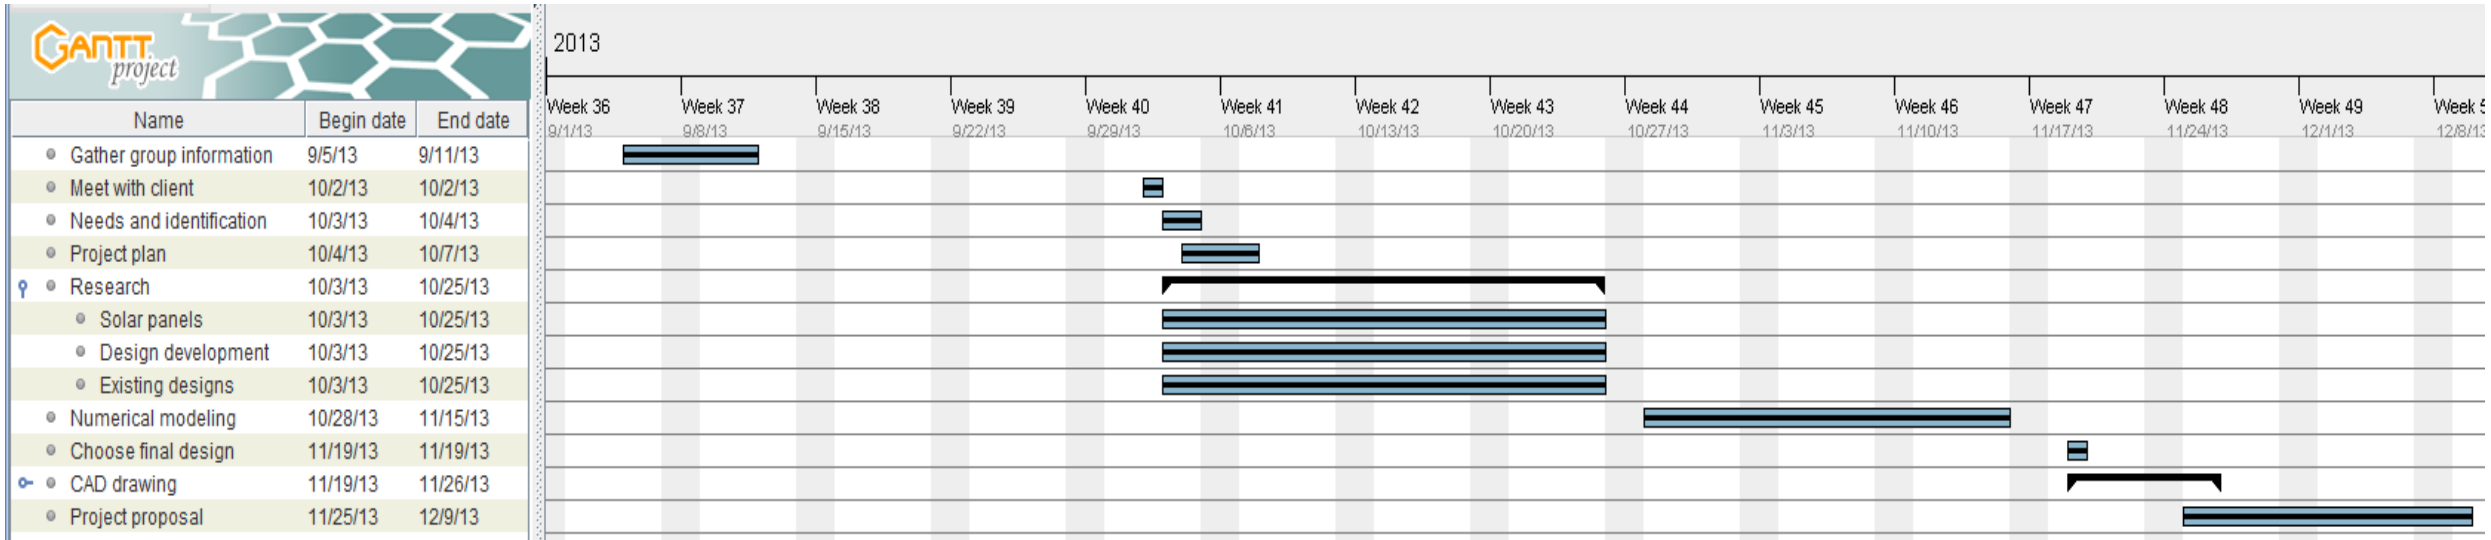 GANTT
project
2013
Week 36 Week 37 Week 38 Week 39 Week 40 Week 41 Week 42 Week 43 Week 44 Week 45 Week 46 Week 47 Week 48 Week 49 Week 5
Name Begin date End date
9/1/13 9/8/13 9/15/13 9/22/13 9/29/13 10/6/13 10/13/13 10/20/13 10/27/13 11/3/13 11/10/13 11/17/13 11/24/13 12/1/13 12/8/13
Gather group information 9/5/13 9/11/13
Meet with client 10/2/13 10/2/13
Needs and identification 10/3/13 10/4/13
Project plan 10/4/13 10/7/13
Research 10/3/13 10/25/13
Solar panels 10/3/13 10/25/13
Design development 10/3/13 10/25/13
Existing designs 10/3/13 10/25/13
Numerical modeling 10/28/13 11/15/13
Choose final design 11/19/13 11/19/13
CAD drawing 11/19/13 11/26/13
Project proposal 11/25/13 12/9/13